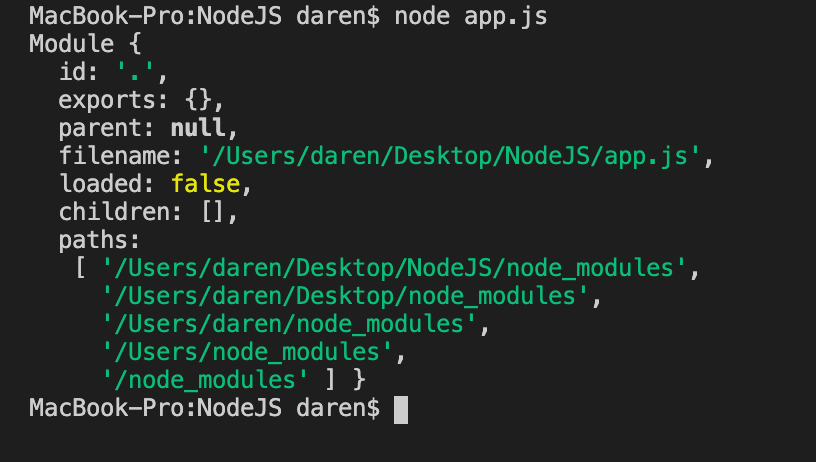 MacBook-Pro:NodeJS daren$ node app.js
Module {
  id: '.',
  exports: {},
  parent: null,
  filename: '/Users/daren/Desktop/NodeJS/app.js',
  loaded: false,
  children: [],
  paths:
   [ '/Users/daren/Desktop/NodeJS/node_modules',
     '/Users/daren/Desktop/node_modules',
     '/Users/daren/node_modules',
     '/Users/node_modules',
     '/node_modules' ] }
MacBook-Pro:NodeJS daren$